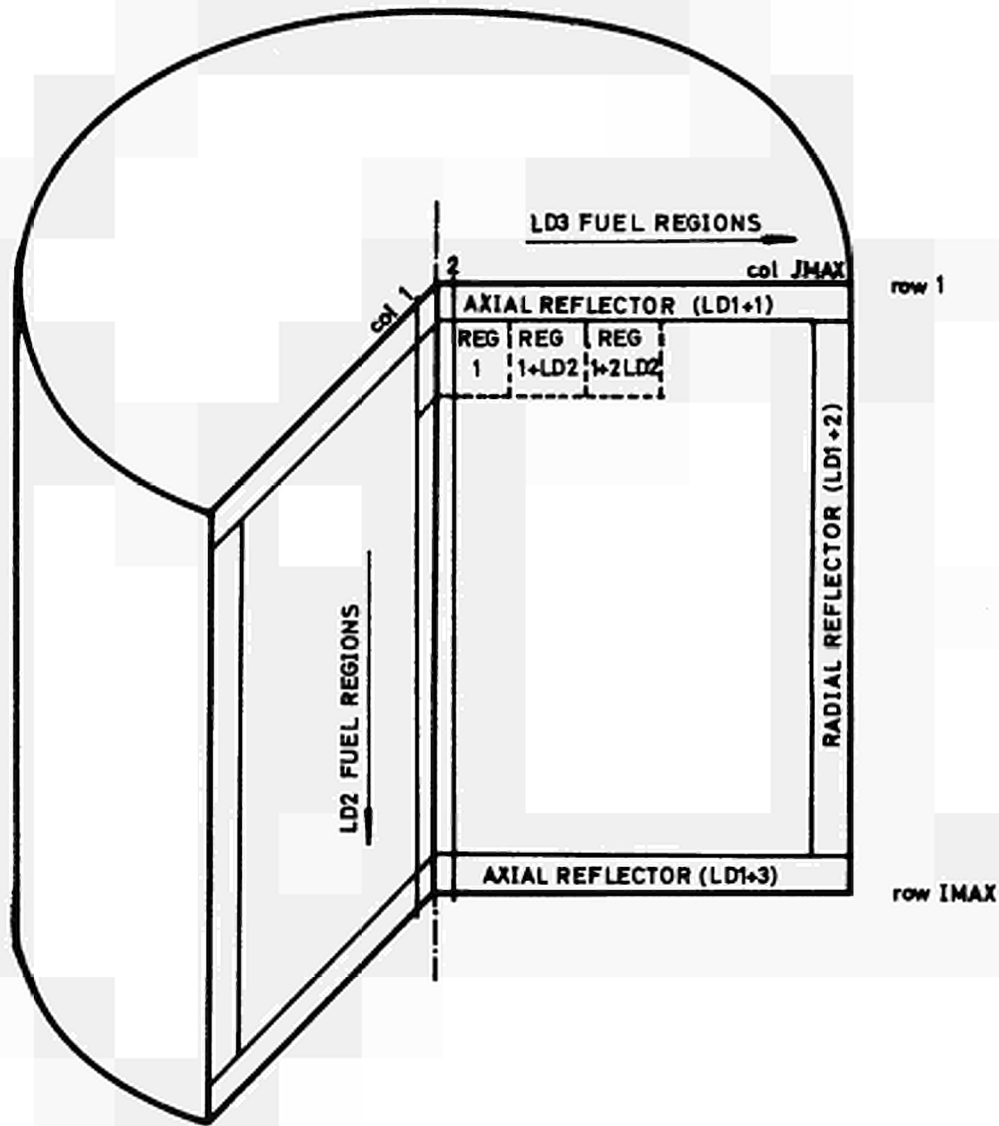 LD3 FUEL REGIONS
2
col JMAX
row 1
col 1
AXIAL REFLECTOR (LD1+1)
REG REG REG
1 1+LD2 1+2LD2
RADIAL REFLECTOR (LD1+2)
LD2 FUEL REGIONS
AXIAL REFLECTOR (LD1+3)
row IMAX